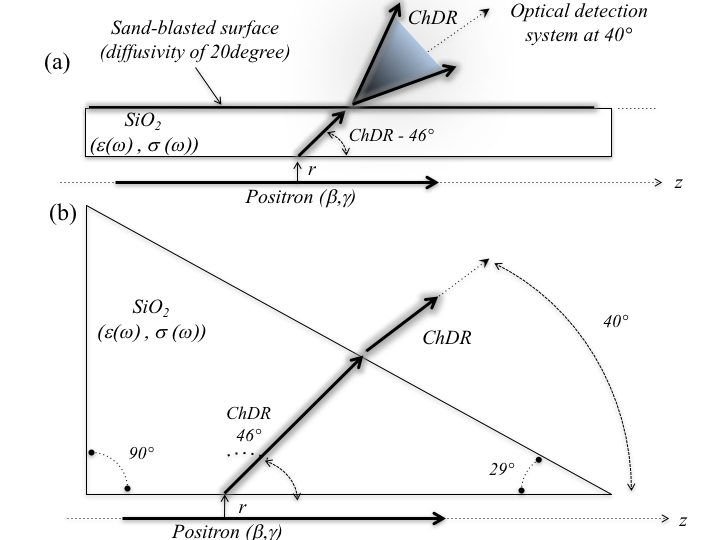 Sand-blasted surface
(diffusivity of 20degree)
ChDR
Optical detection
system at 40°
(a)
SiO₂
(ε(ω) , σ (ω))
ChDR - 46°
r
z
Positron (β,γ)
(b)
SiO₂
(ε(ω) , σ (ω))
40°
ChDR
ChDR
46°
90°
29°
r
z
Positron (β,γ)